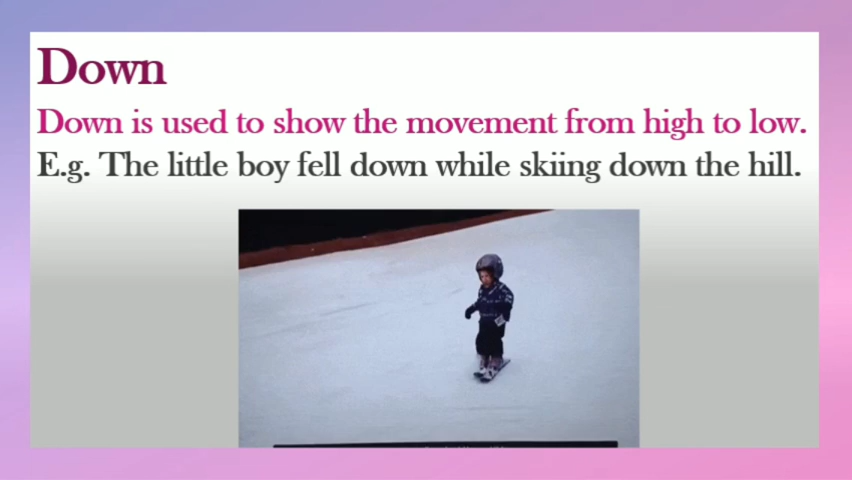 Down
Down is used to show the movement from high to low.
E.g. The little boy fell down while skiing down the hill.